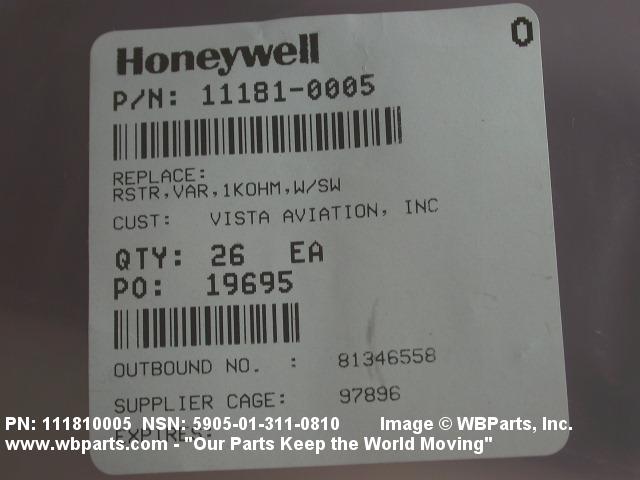 Honeywell
0
P/N: 11181-0005
REPLACE:
RSTR,VAR,1KOHM,W/SW
CUST: VISTA AVIATION, INC
QTY: 26 EA
PO: 19695
OUTBOUND NO. : 81346558
SUPPLIER CAGE: 97896
EXPIRES:
PN: 111810005 NSN: 5905-01-311-0810 Image © WBParts, Inc.
www.wbparts.com - "Our Parts Keep the World Moving"